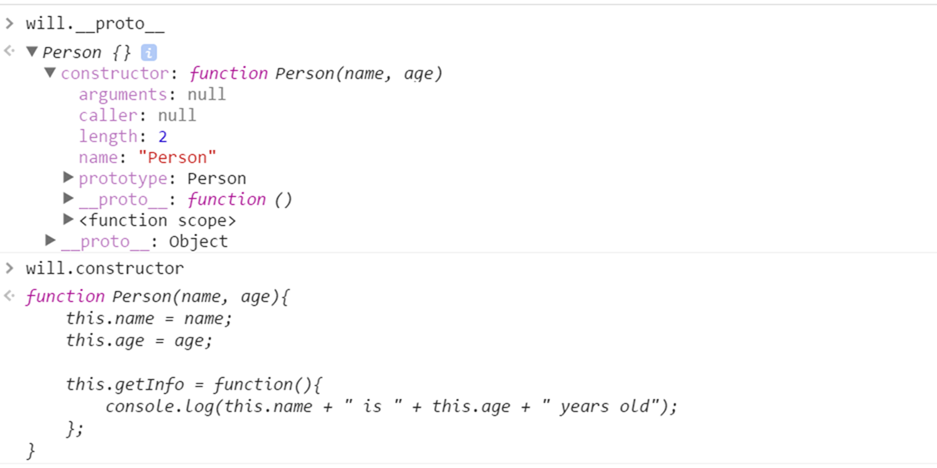 > will.__proto__
Person {} i
constructor: function Person(name, age)
arguments: null
caller: null
length: 2
name: "Person"
prototype: Person
__proto__: function ()
<function scope>
__proto__: Object
> will.constructor
function Person(name, age){
this.name = name;
this.age = age;
this.getInfo = function(){
console.log(this.name + " is " + this.age + " years old");
};
}